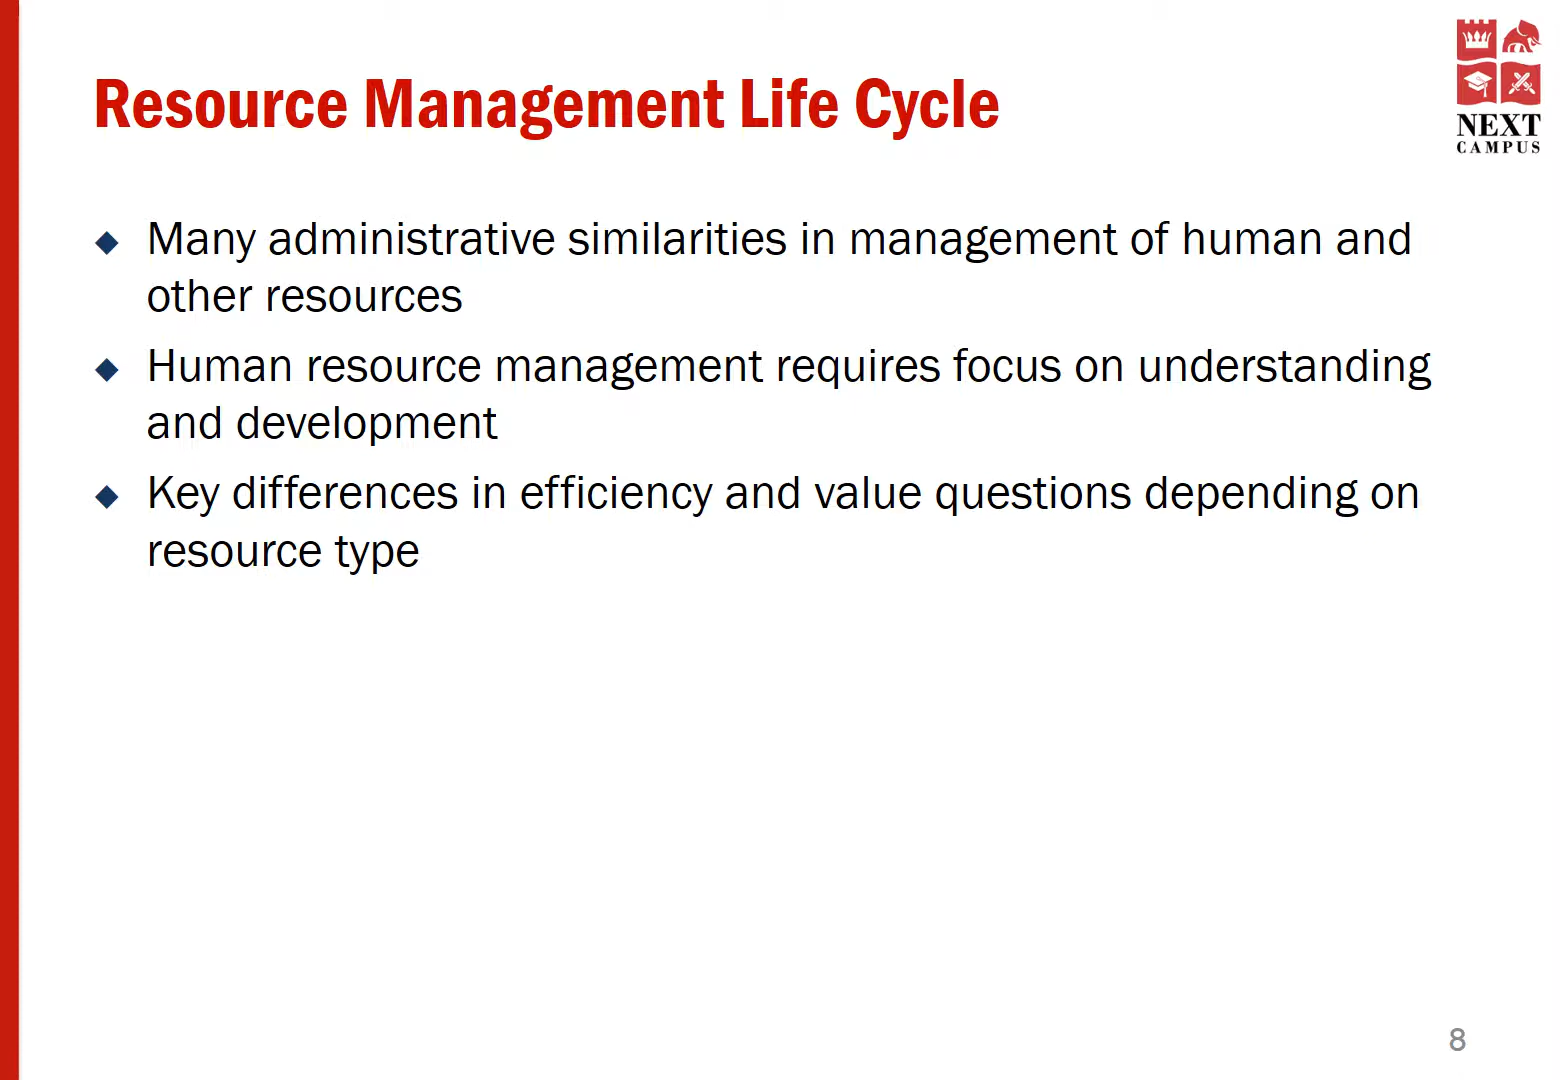 Resource Management Life Cycle
NEXT
CAMPUS
◆ Many administrative similarities in management of human and
other resources
◆ Human resource management requires focus on understanding
and development
◆ Key differences in efficiency and value questions depending on
resource type
8